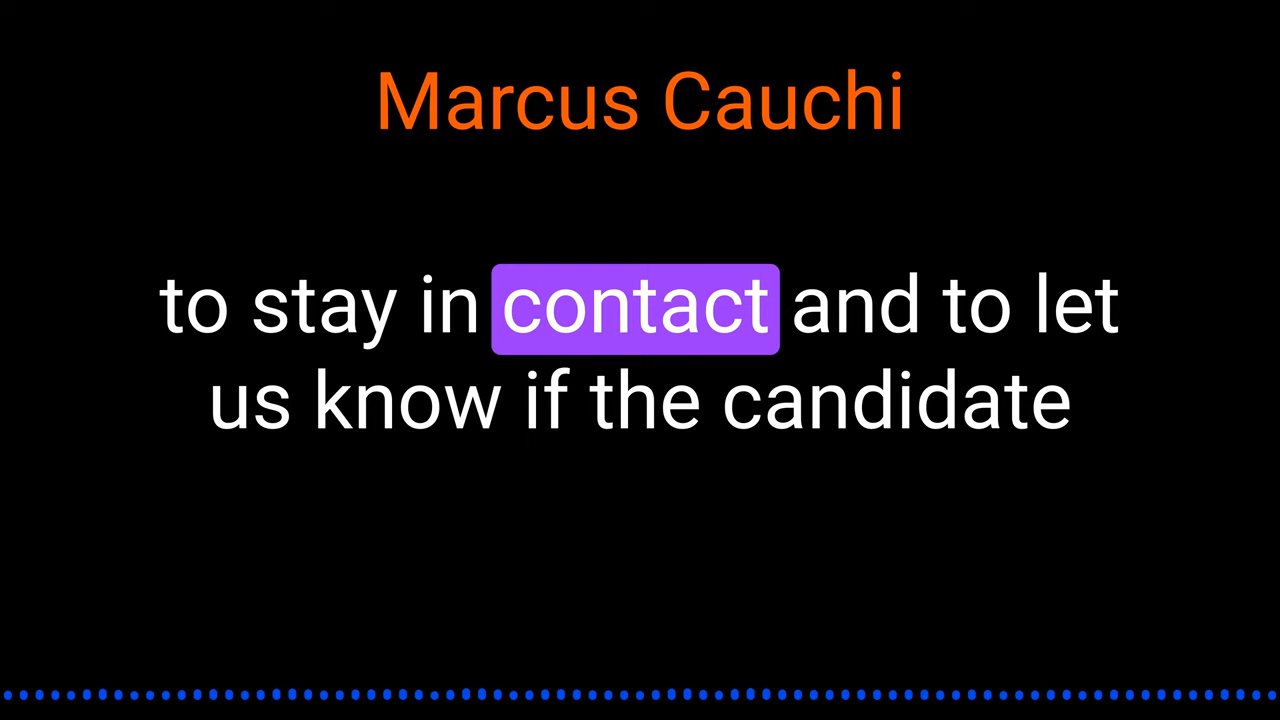 Marcus Cauchi
to stay in contact and to let
us know if the candidate